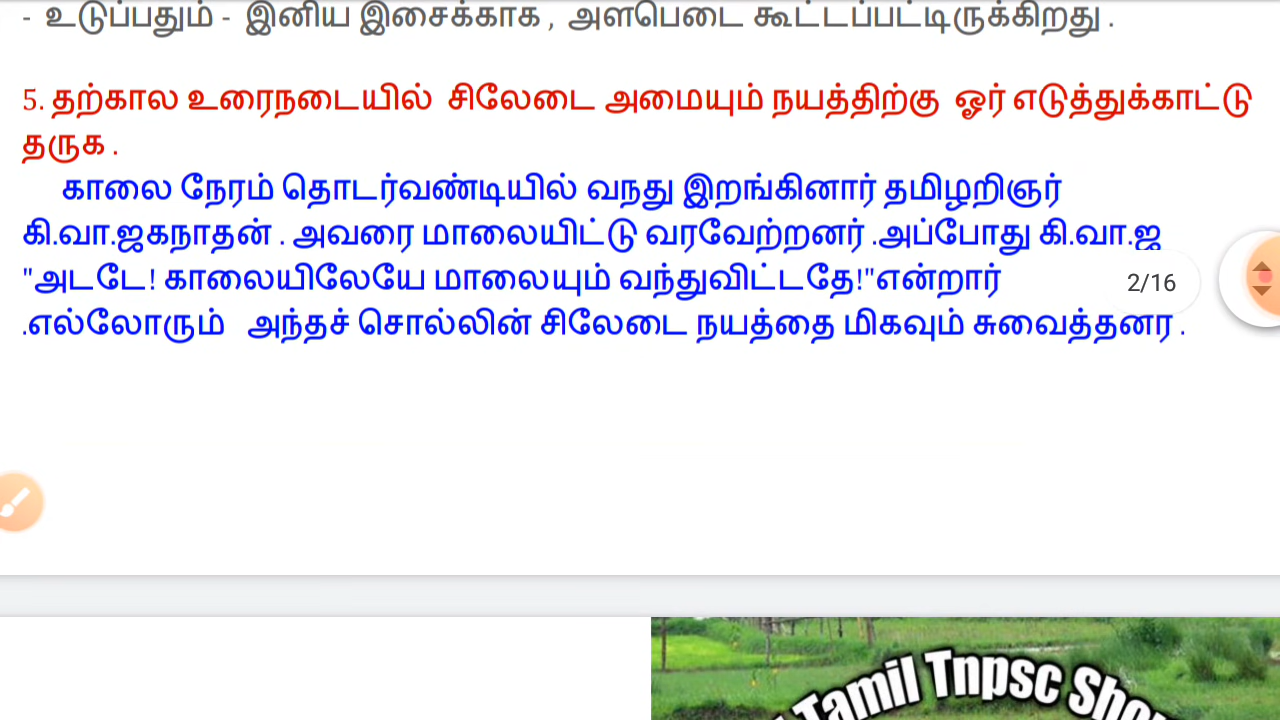 - உடுப்பதும் - இனிய இசைக்காக , அளபெடை கூட்டப்பட்டிருக்கிறது .
5. தற்கால உரைநடையில் சிலேடை அமையும் நயத்திற்கு ஓர் எடுத்துக்காட்டு
தருக .
காலை நேரம் தொடர்வண்டியில் வநது இறங்கினார் தமிழறிஞர்
கி.வா.ஜகநாதன் . அவரை மாலையிட்டு வரவேற்றனர் .அப்போது கி.வா.ஜ
"அடடே! காலையிலேயே மாலையும் வந்துவிட்டதே!"என்றார்
2/16
.எல்லோரும் அந்தச் சொல்லின் சிலேடை நயத்தை மிகவும் சுவைத்தனர .
Tamil Tnpsc